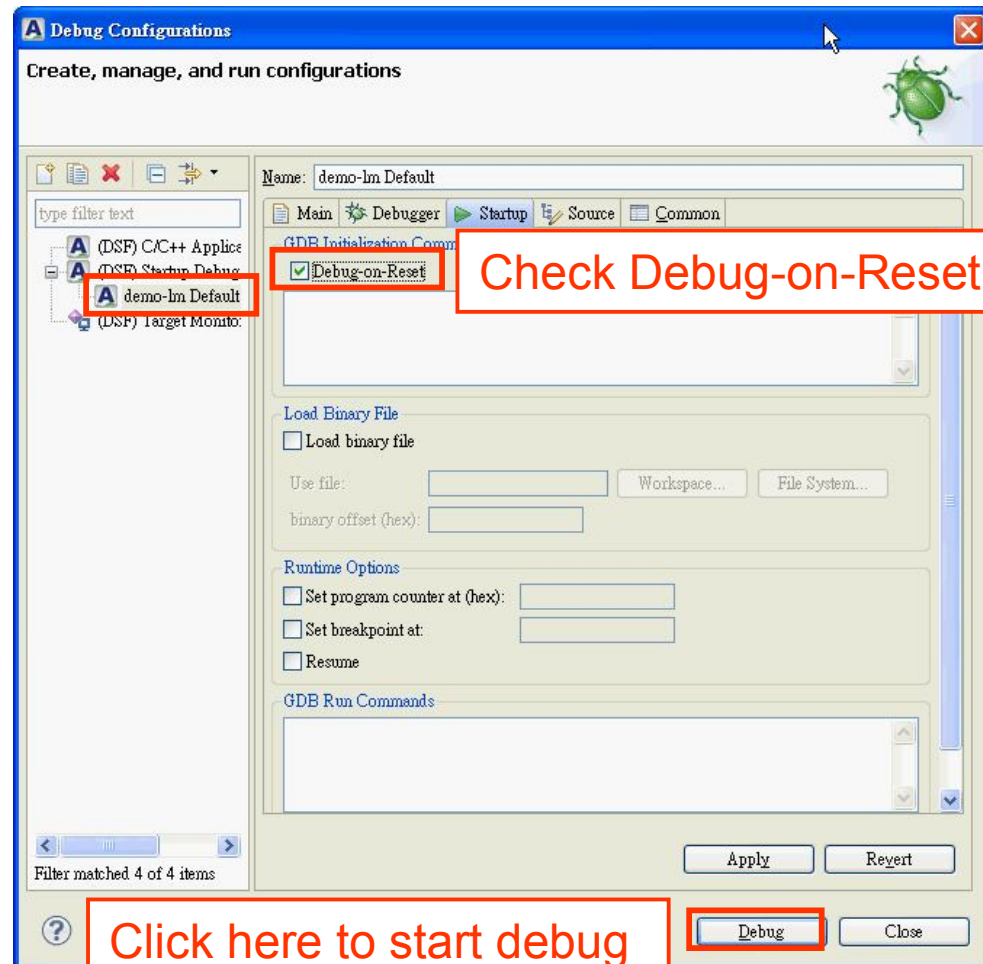 Debug Configurations
Create, manage, and run configurations
type filter text
(DSF) C/C++ Applica
(DSF) Startup Debug
demo-lm Default
(DSF) Target Monito:
Filter matched 4 of 4 items
Name: demo-lm Default
Main Debugger Startup Source Common
GDB Initialization Comm
Debug-on-Reset
Check Debug-on-Reset
Load Binary File
Load binary file
Use file: Workspace... File System...
binary offset (hex):
Runtime Options
Set program counter at (hex):
Set breakpoint at:
Resume
GDB Run Commands
Apply Revert
Click here to start debug
Debug Close